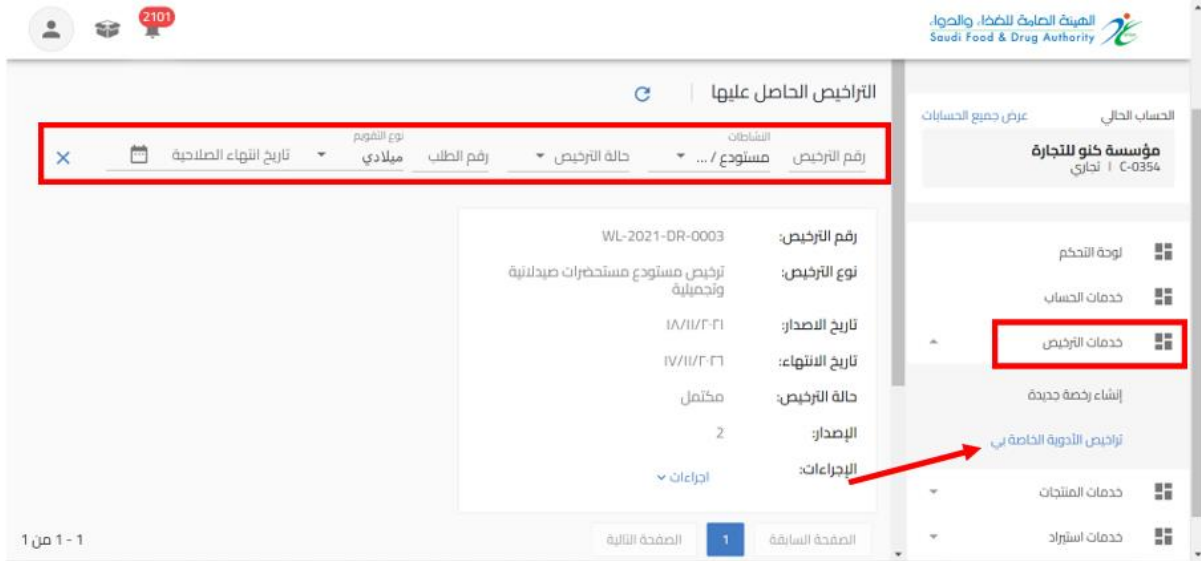 2101
الهيئة العامة للغذاء والدواء
Saudi Food & Drug Authority
التراخيص الحاصل عليها
رقم الترخيص
النشاطات
مستودع / ...
حالة الترخيص
رقم الطلب
نوع التقويم
ميلادي
تاريخ انتهاء الصلاحية
رقم الترخيص: WL-2021-DR-0003
نوع الترخيص: ترخيص مستودع مستحضرات صيدلانية
وتجميلية
تاريخ الاصدار: ١٨/١١/٢٠٢١
تاريخ الانتهاء: ١٧/١١/٢٠٢٦
حالة الترخيص: مكتمل
الإصدار: 2
الإجراءات: اجراءات
الصفحة السابقة 1 الصفحة التالية
1 - 1 من 1
الحساب الحالي عرض جميع الحسابات
مؤسسة كنو للتجارة
C-0354 | تجاري
لوحة التحكم
خدمات الحساب
خدمات الترخيص
إنشاء رخصة جديدة
تراخيص الأدوية الخاصة بي
خدمات المنتجات
خدمات استيراد